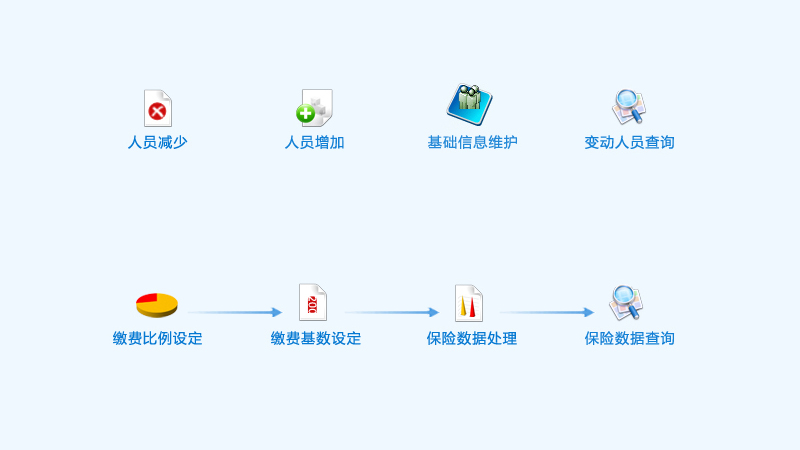 人员减少
人员增加
基础信息维护
变动人员查询
缴费比例设定
缴费基数设定
保险数据处理
保险数据查询